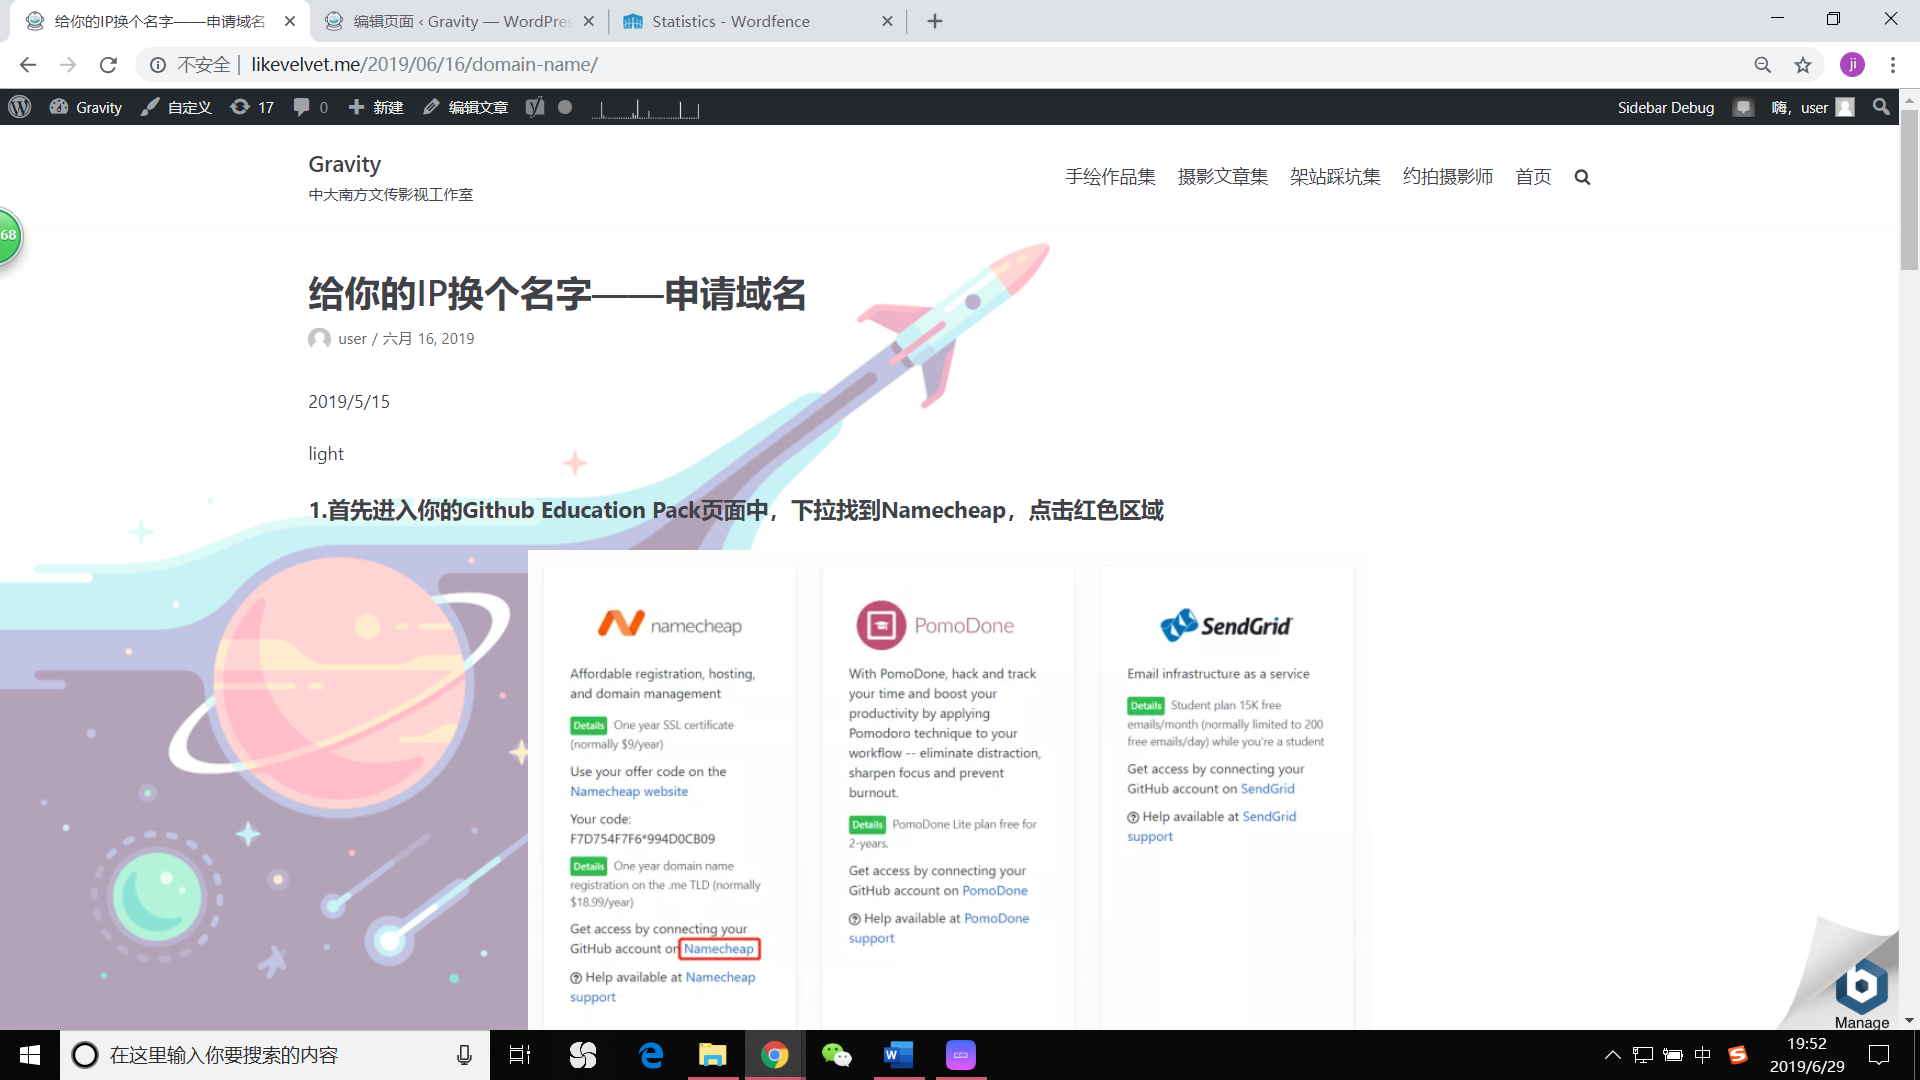 给你的IP换个名字——申请域名
编辑页面 ‹ Gravity — WordPres
Statistics - Wordfence
不安全 | likevelvet.me/2019/06/16/domain-name/
ji
Gravity 自定义 17 0 新建 编辑文章
Sidebar Debug 嗨，user
Gravity
中大南方文传影视工作室
手绘作品集 摄影文章集 架站踩坑集 约拍摄影师 首页
68
给你的IP换个名字——申请域名
user / 六月 16, 2019
2019/5/15
light
1.首先进入你的Github Education Pack页面中，下拉找到Namecheap，点击红色区域
namecheap
Affordable registration, hosting,
and domain management
Details One year SSL certificate
(normally $9/year)
Use your offer code on the
Namecheap website
Your code:
F7D754F7F6*994D0CB09
Details One year domain name
registration on the .me TLD (normally
$18.99/year)
Get access by connecting your
GitHub account on Namecheap
Help available at Namecheap
support
PomoDone
With PomoDone, hack and track
your time and boost your
productivity by applying
Pomodoro technique to your
workflow -- eliminate distraction,
sharpen focus and prevent
burnout.
Details PomoDone Lite plan free for
2-years.
Get access by connecting your
GitHub account on PomoDone
Help available at PomoDone
support
SendGrid
Email infrastructure as a service
Details Student plan 15K free
emails/month (normally limited to 200
free emails/day) while you're a student
Get access by connecting your
GitHub account on SendGrid
Help available at SendGrid
support
Manage
在这里输入你要搜索的内容
中
19:52
2019/6/29